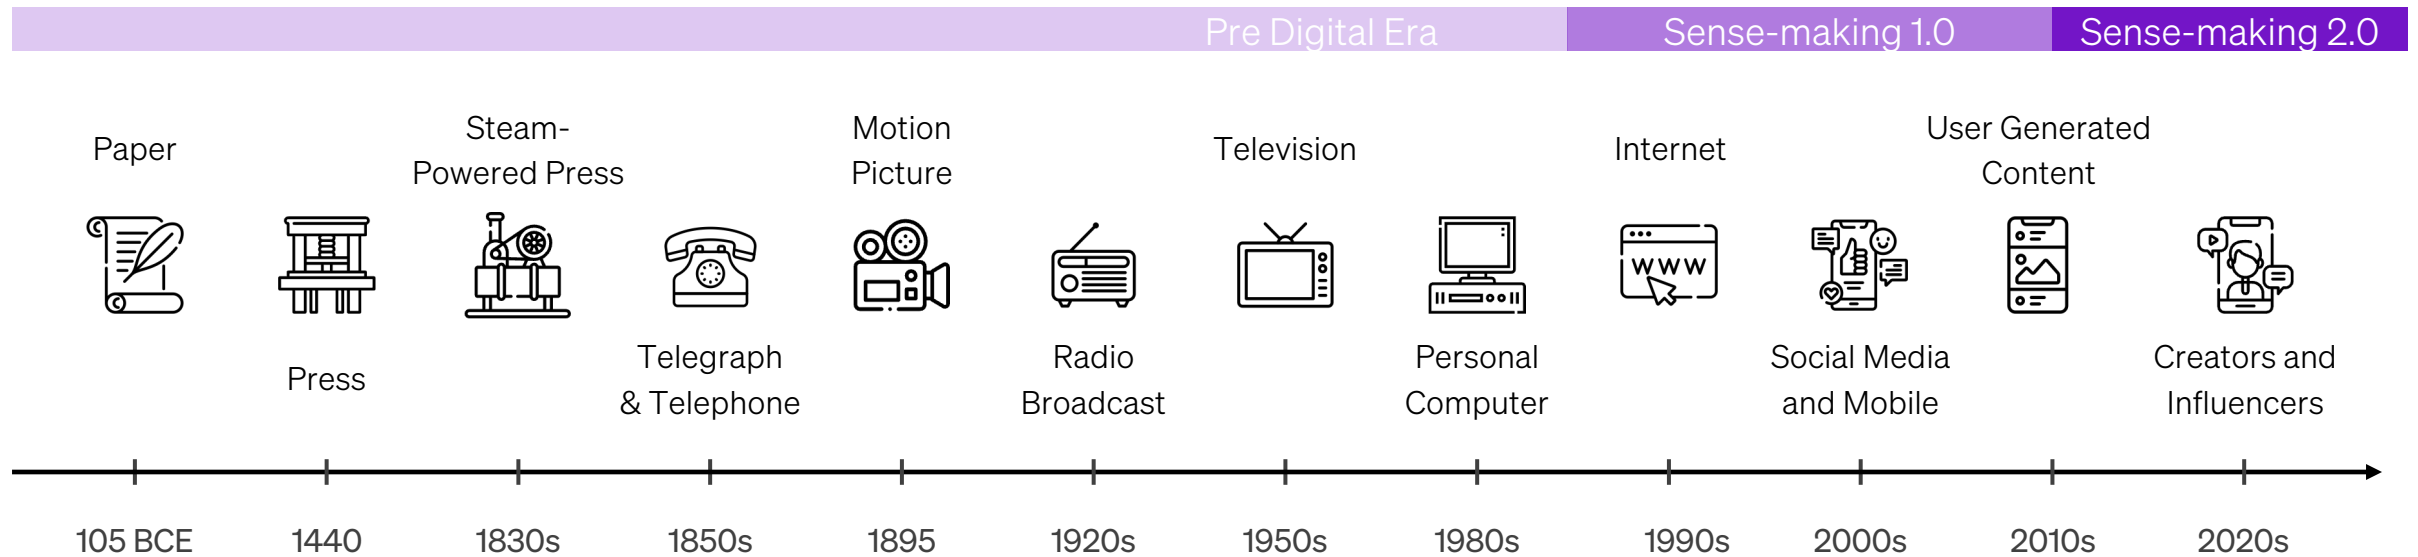 Pre Digital Era
Sense-making 1.0
Sense-making 2.0
Paper
Press
Steam-
Powered Press
Telegraph
& Telephone
Motion
Picture
Radio
Broadcast
Television
Personal
Computer
Internet
WWW
Social Media
and Mobile
User Generated
Content
Creators and
Influencers
105 BCE
1440
1830s
1850s
1895
1920s
1950s
1980s
1990s
2000s
2010s
2020s